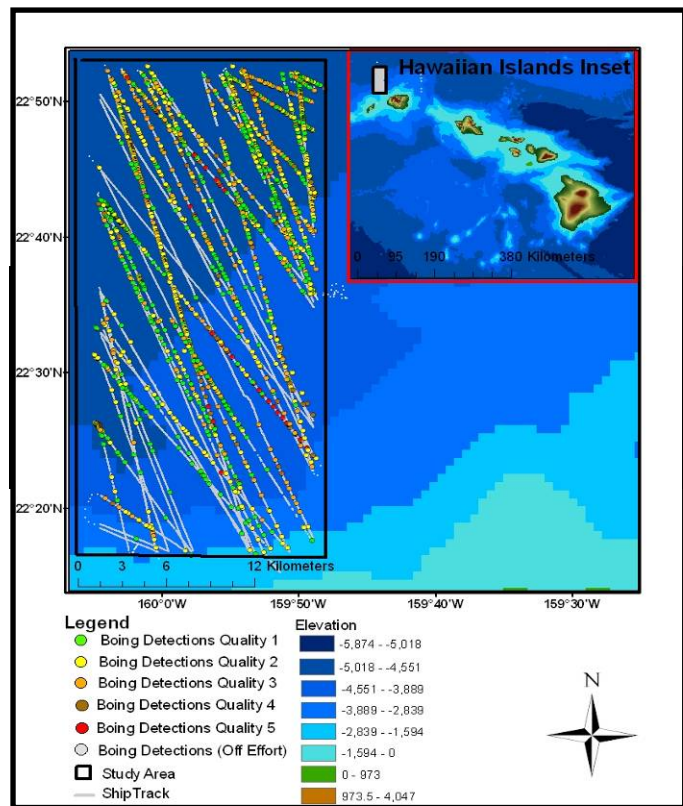 Hawaiian Islands Inset
0 95 190 380 Kilometers
22°50'N
22°40'N
22°30'N
22°20'N
0 3 6 12 Kilometers
160°0'W 159°50'W 159°40'W 159°30'W
Legend
Boing Detections Quality 1
Boing Detections Quality 2
Boing Detections Quality 3
Boing Detections Quality 4
Boing Detections Quality 5
Boing Detections (Off Effort)
Study Area
ShipTrack
Elevation
-5,874 - -5,018
-5,018 - -4,551
-4,551 - -3,889
-3,889 - -2,839
-2,839 - -1,594
-1,594 - 0
0 - 973
973.5 - 4,047
N